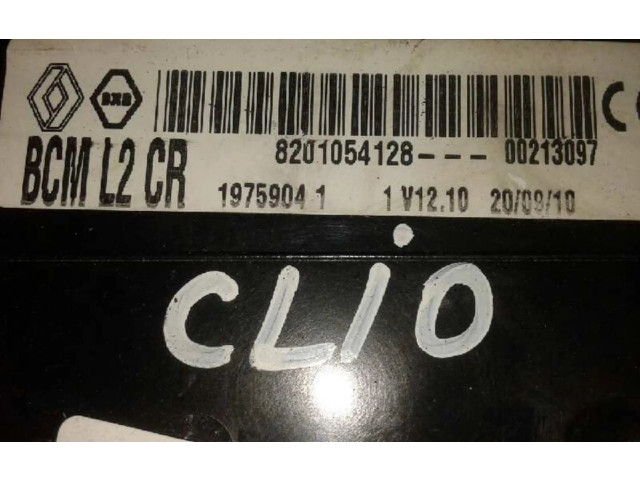 8201054128--- 00213097
BCM L2 CR
1975904 1 1 V12.10 20/09/10
CLiO